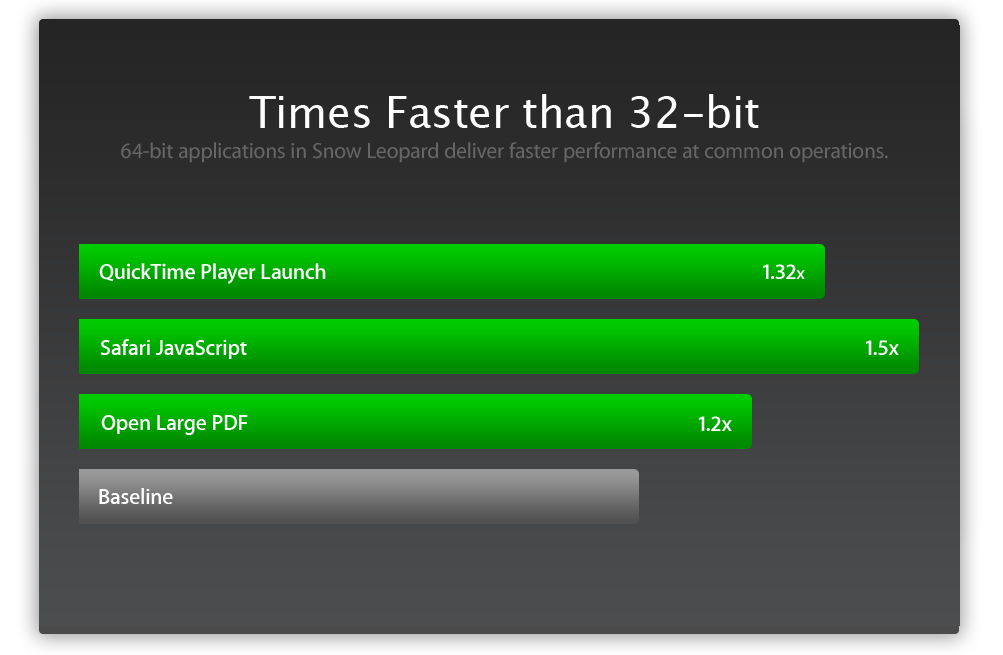 Times Faster than 32-bit
64-bit applications in Snow Leopard deliver faster performance at common operations.
QuickTime Player Launch 1.32x
Safari JavaScript 1.5x
Open Large PDF 1.2x
Baseline